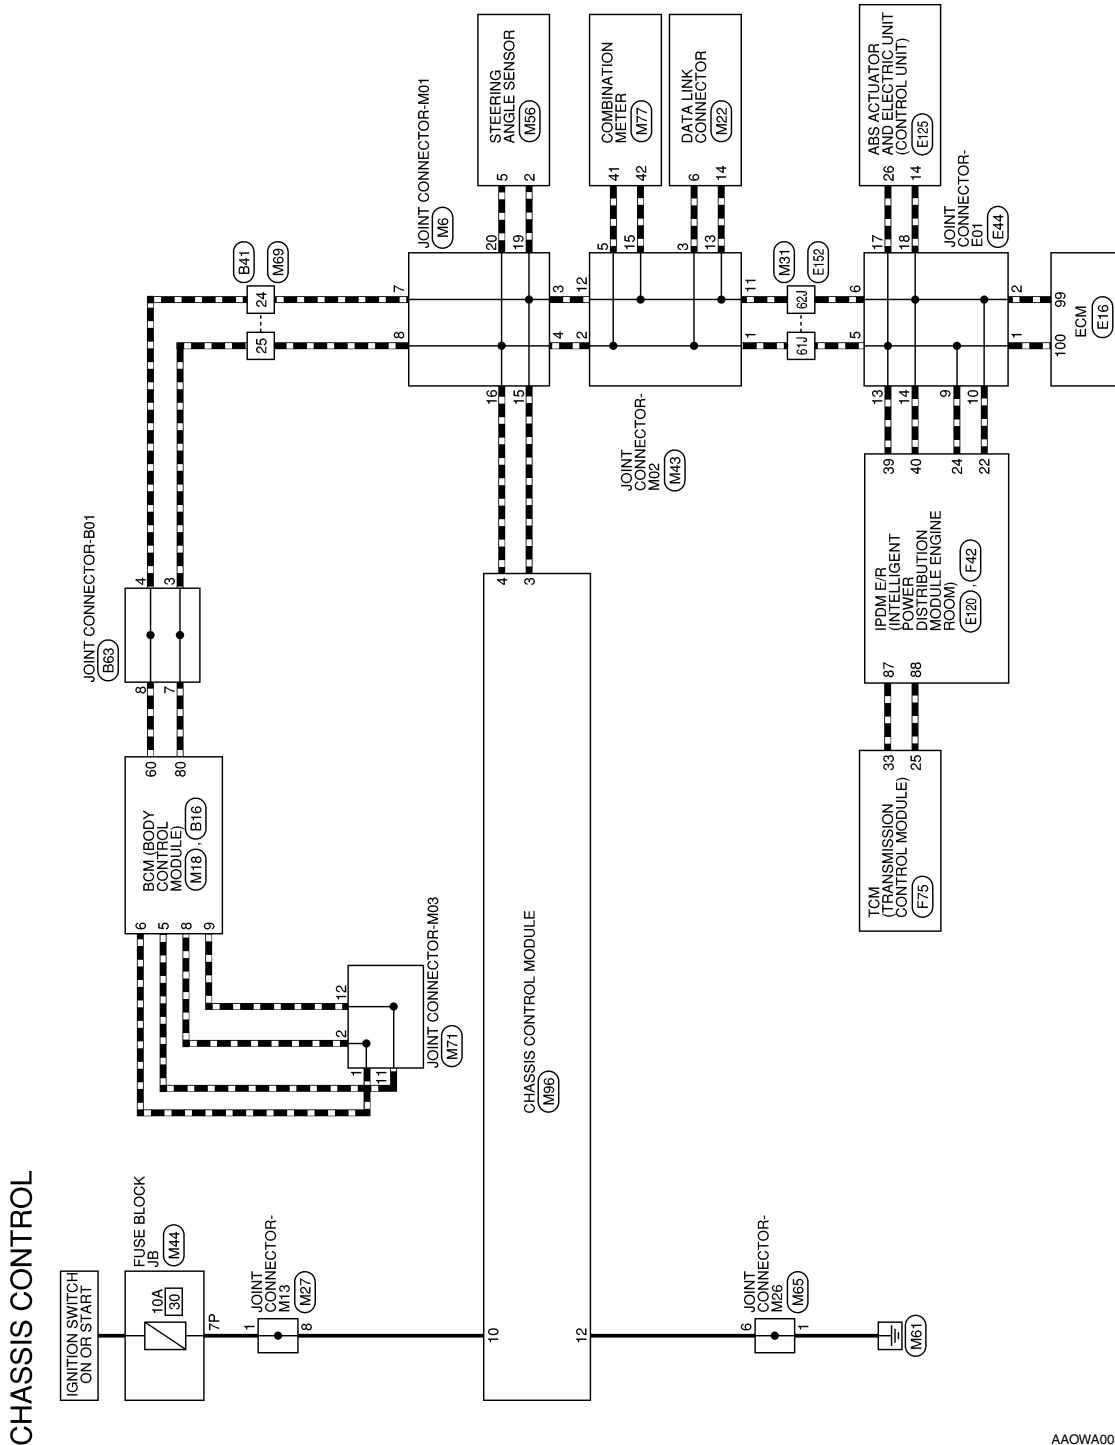 CHASSIS CONTROL
IGNITION SWITCH
ON OR START
FUSE BLOCK
JB
M44
10A
30
7P
1
JOINT
CONNECTOR-
M13
M27
8
10
CHASSIS CONTROL MODULE
M96
12
6
JOINT
CONNECTOR-
M26
M65
1
M61
6
5
8
9
BCM (BODY
CONTROL
MODULE)
M18 , B16
60
80
12
2
1
11
JOINT CONNECTOR-M03
M71
8
7
JOINT CONNECTOR-B01
B63
4
3
B41
M69
24
25
7
8
JOINT CONNECTOR-M01
M6
20
19
16
15
4
3
3
4
5
2
STEERING
ANGLE SENSOR
M56
12
2
JOINT
CONNECTOR-
M02
M43
5
15
3
13
11
1
41
42
COMBINATION
METER
M77
6
14
DATA LINK
CONNECTOR
M22
M31
E152
62J
61J
6
5
17
18
JOINT
CONNECTOR-
E01
E44
13
14
9
10
2
1
26
14
ABS ACTUATOR
AND ELECTRIC UNIT
(CONTROL UNIT)
E125
99
100
ECM
E16
39
40
24
22
IPDM E/R
(INTELLIGENT
POWER
DISTRIBUTION
MODULE ENGINE
ROOM)
E120 , F42
87
88
33
25
TCM
(TRANSMISSION
CONTROL MODULE)
F75
AAOWA00